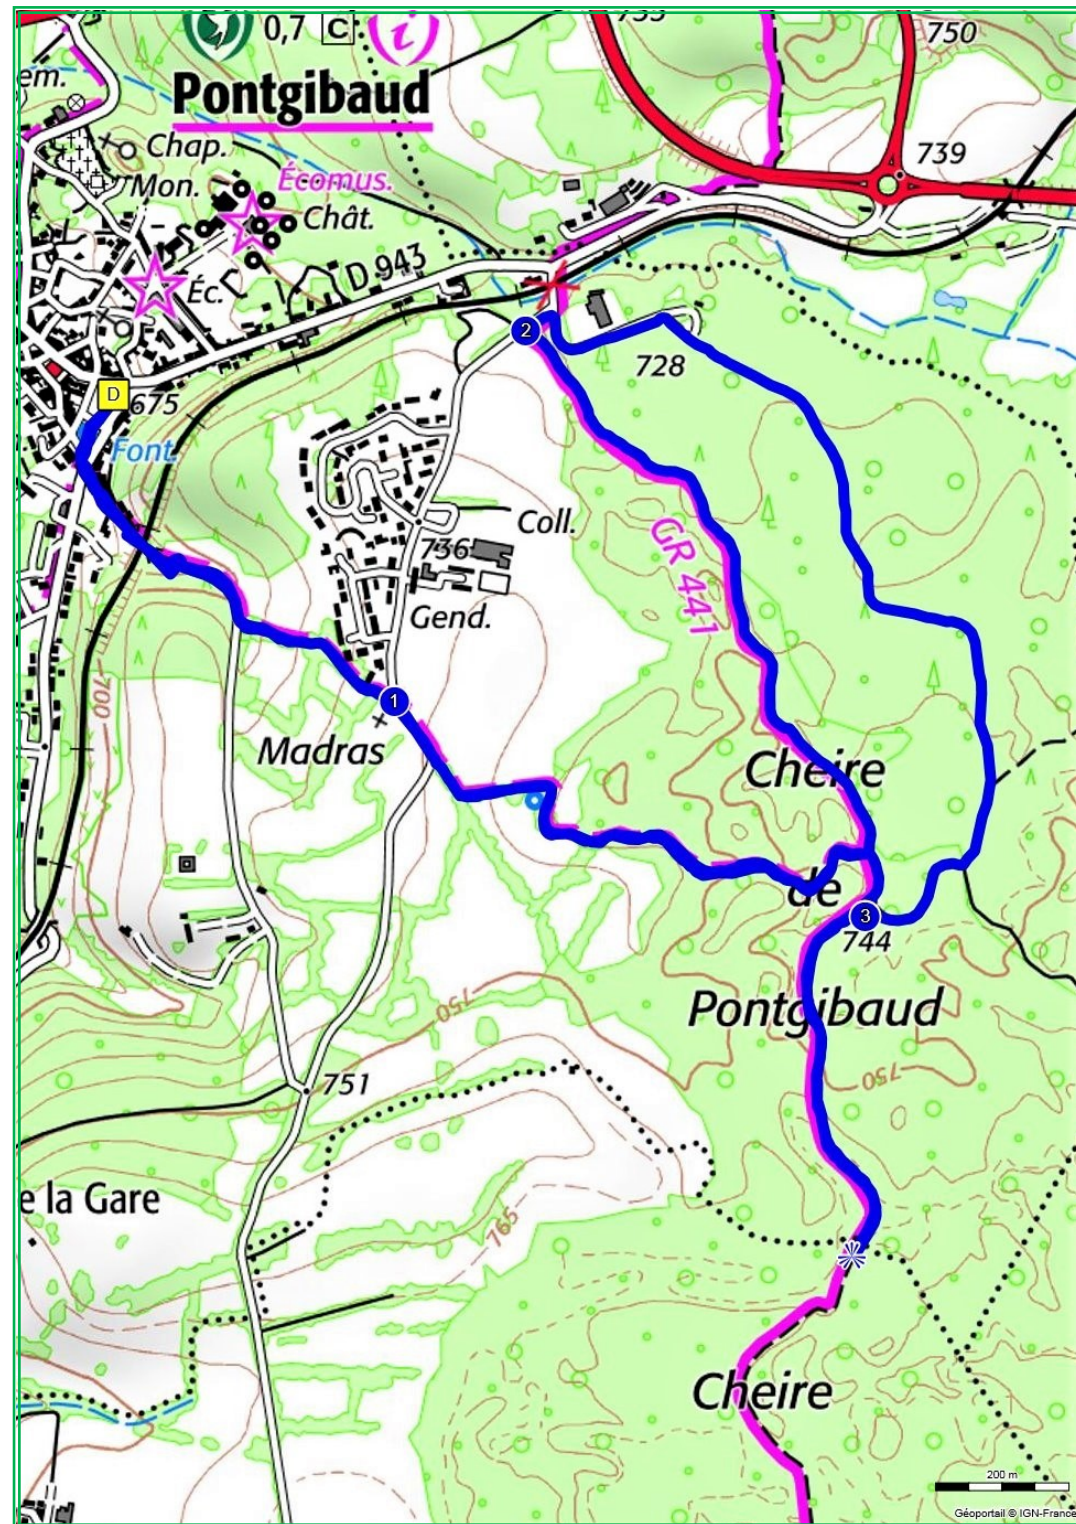 0,7 C i
735
750
em.
Pontgibaud
Chap.
Mon.
Écomus.
Chât.
739
Éc.
D 943
2
D
675
728
Font.
Coll.
736
GR 441
Gend.
700
1
Madras
Cheire
de
3
744
750
Pontgibaud
750
751
e la Gare
765
Cheire
200 m
Géoportail © IGN-France